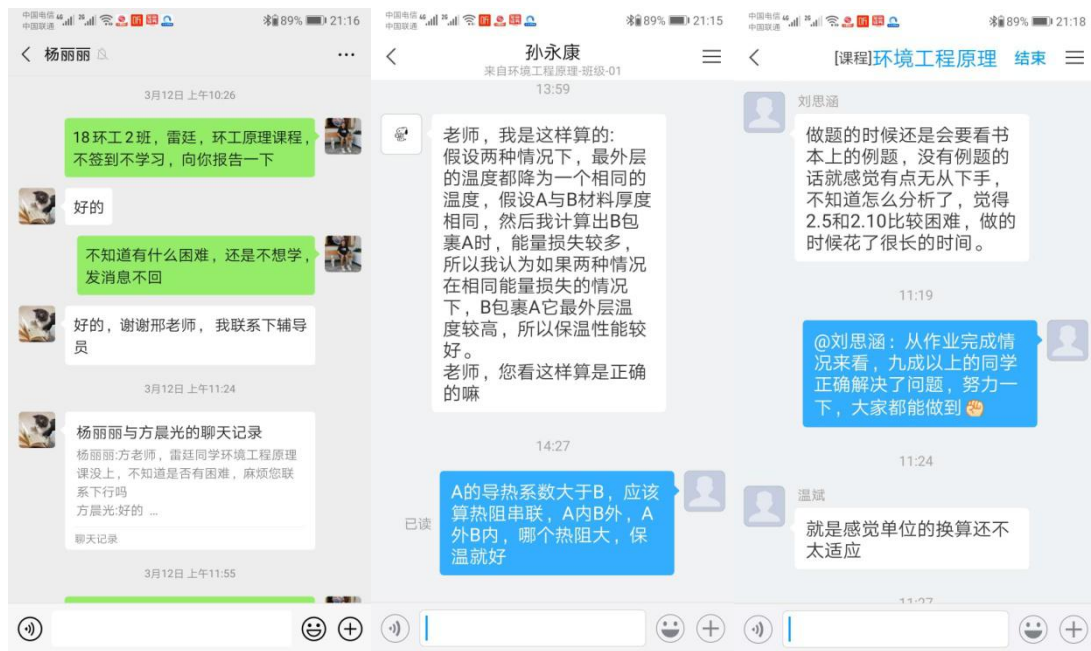 中国电信 46
中国联通
26
89%
21:16
杨丽丽
3月12日 上午10:26
18环工2班，雷廷，环工原理课程，
不签到不学习，向你报告一下
好的
不知道有什么困难，还是不想学，
发消息不回
好的，谢谢邢老师，我联系下辅导
员
3月12日 上午11:24
杨丽丽与方晨光的聊天记录
杨丽丽:方老师，雷廷同学环境工程原理
课没上，不知道是否有困难，麻烦您联
系下行吗
方晨光:好的 ...
聊天记录
3月12日 上午11:55
中国电信 46
中国联通
26
89%
21:15
孙永康
来自环境工程原理-班级-01
13:59
老师，我是这样算的:
假设两种情况下，最外层
的温度都降为一个相同的
温度，假设A与B材料厚度
相同，然后我计算出B包
裹A时，能量损失较多，
所以我认为如果两种情况
在相同能量损失的情况
下，B包裹A它最外层温
度较高，所以保温性能较
好。
老师，您看这样算是正确
的嘛
14:27
A的导热系数大于B，应该
算热阻串联，A内B外，A
外B内，哪个热阻大，保
温就好
已读
中国电信 46
中国联通
26
89%
21:18
[课程]环境工程原理
结束
刘思涵
做题的时候还是会要看书
本上的例题，没有例题的
话就感觉有点无从下手，
不知道怎么分析了，觉得
2.5和2.10比较困难，做的
时候花了很长的时间。
11:19
@刘思涵：从作业完成情
况来看，九成以上的同学
正确解决了问题，努力一
下，大家都能做到✊
11:24
温斌
就是感觉单位的换算还不
太适应
11:27